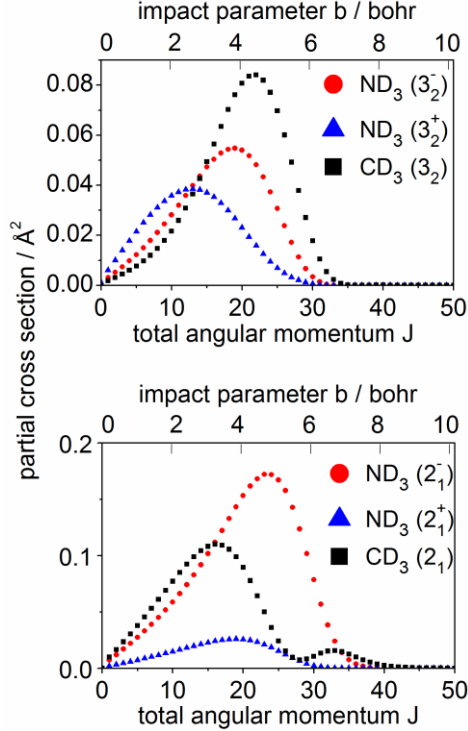 impact parameter b / bohr
0 2 4 6 8 10
0.08
0.06
0.04
0.02
0.00
ND₃ (3₂⁻)
ND₃ (3₂⁺)
CD₃ (3₂)
0 10 20 30 40 50
total angular momentum J
partial cross section / Å²
impact parameter b / bohr
0 2 4 6 8 10
0.2
0.1
0.0
ND₃ (2₁⁻)
ND₃ (2₁⁺)
CD₃ (2₁)
0 10 20 30 40 50
total angular momentum J